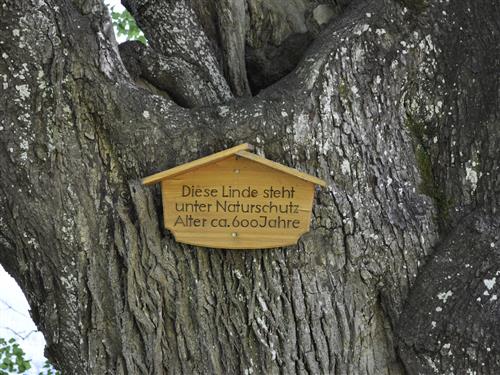 Diese Linde steht
unter Naturschutz
Alter ca. 600 Jahre